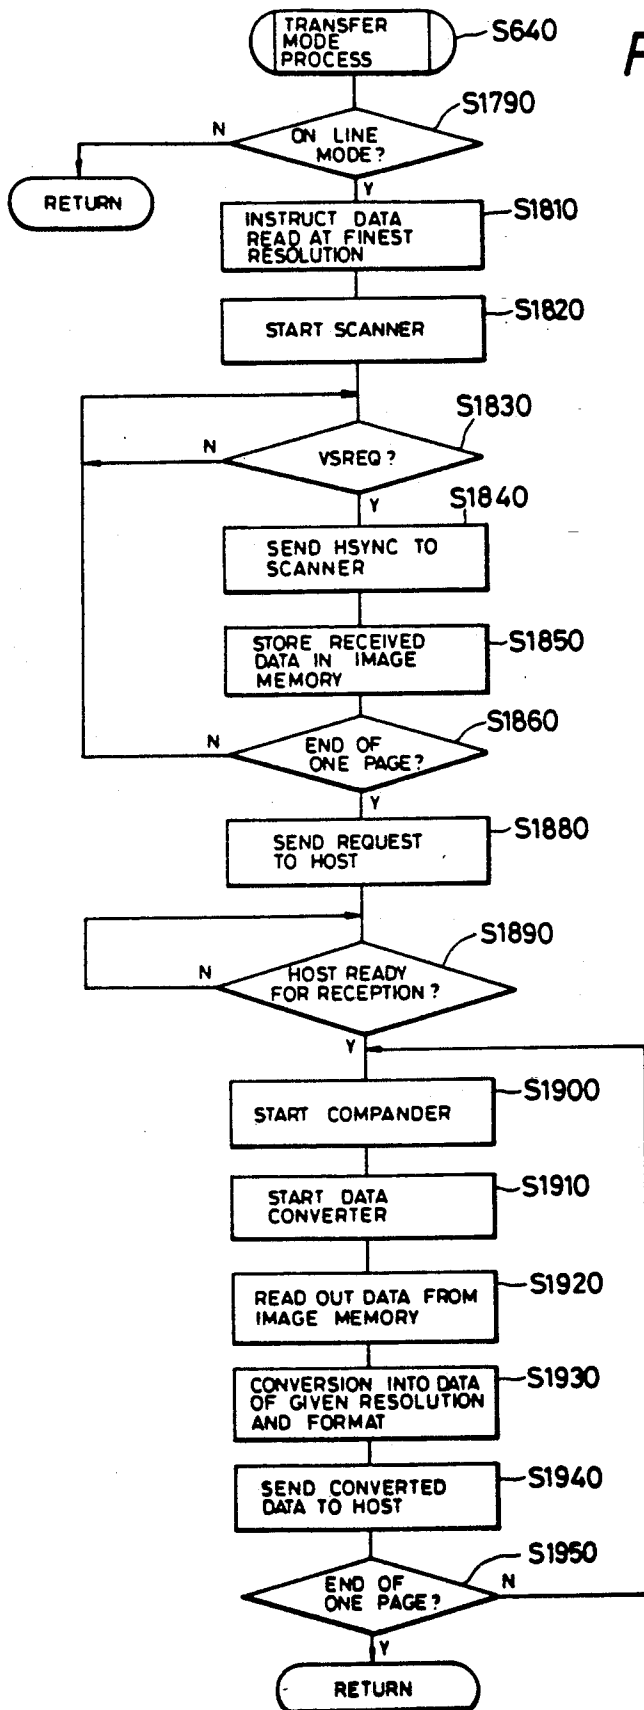 TRANSFER
MODE
PROCESS
S640
F
S1790
N
ON LINE
MODE?
Y
RETURN
S1810
INSTRUCT DATA
READ AT FINEST
RESOLUTION
S1820
START SCANNER
S1830
N
VSREQ?
Y
S1840
SEND HSYNC TO
SCANNER
S1850
STORE RECEIVED
DATA IN IMAGE
MEMORY
S1860
N
END OF
ONE PAGE?
Y
S1880
SEND REQUEST
TO HOST
S1890
N
HOST READY
FOR RECEPTION?
Y
S1900
START COMPANDER
S1910
START DATA
CONVERTER
S1920
READ OUT DATA FROM
IMAGE MEMORY
S1930
CONVERSION INTO DATA
OF GIVEN RESOLUTION
AND FORMAT
S1940
SEND CONVERTED
DATA TO HOST
S1950
END OF
ONE PAGE?
N
Y
RETURN